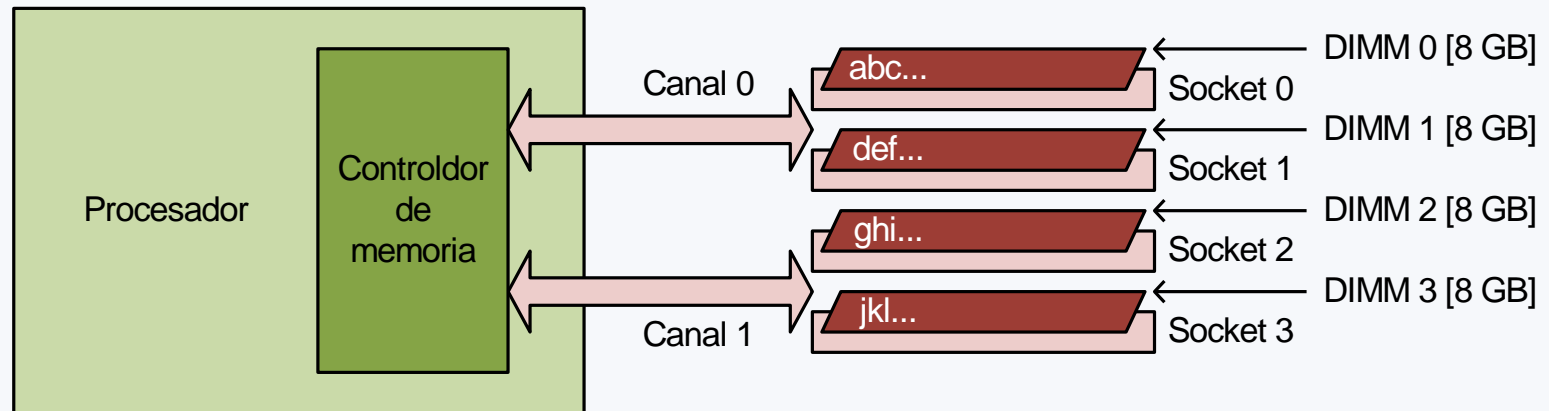 Procesador
Controldor
de
memoria
Canal 0
Canal 1
abc...
DIMM 0 [8 GB]
Socket 0
def...
DIMM 1 [8 GB]
Socket 1
ghi...
DIMM 2 [8 GB]
Socket 2
jkl...
DIMM 3 [8 GB]
Socket 3